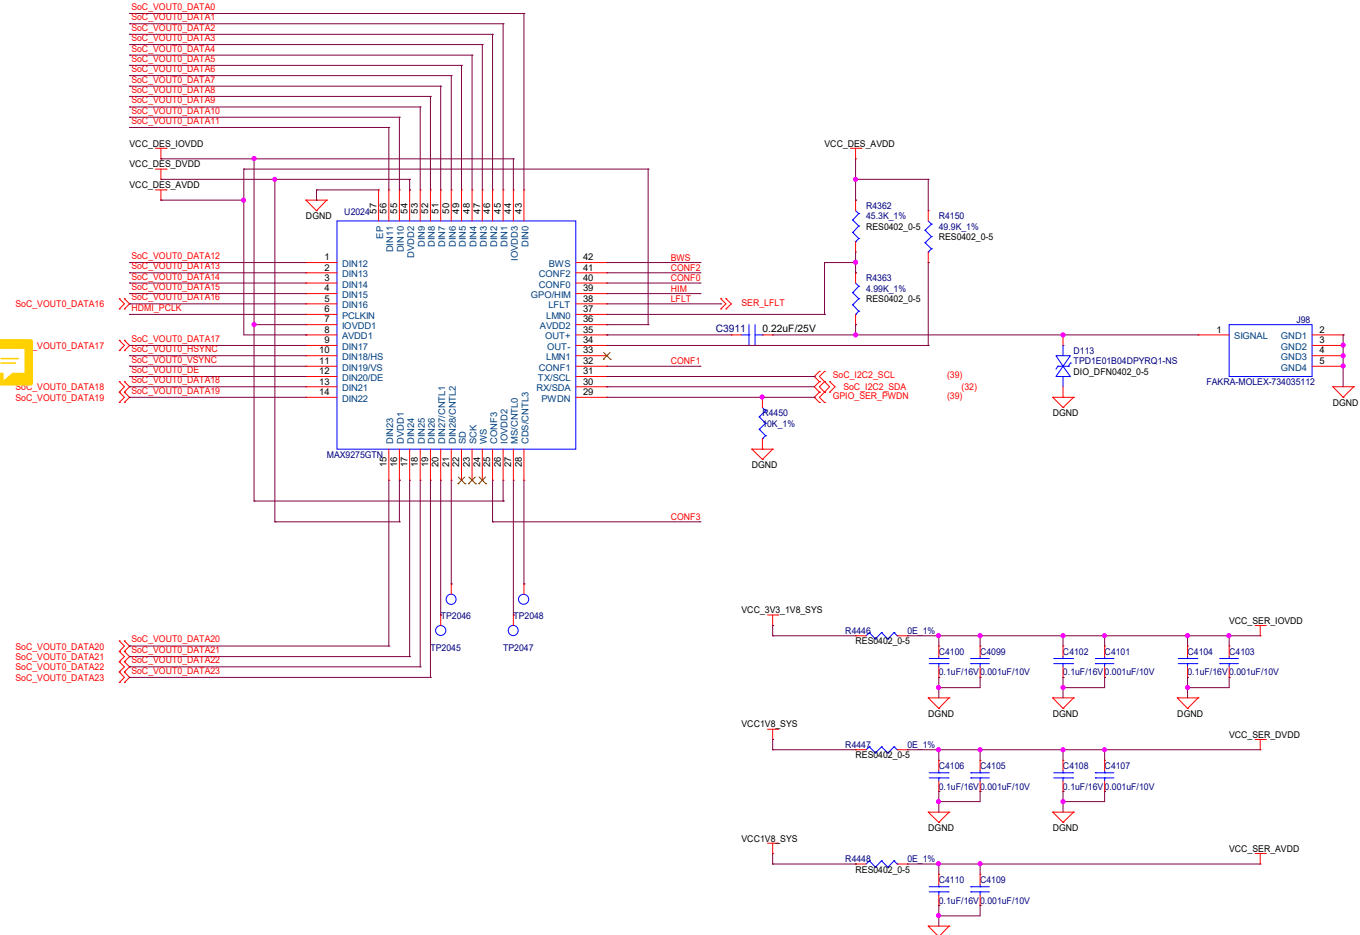 SoC_VOUT0_DATA0
SoC_VOUT0_DATA1
SoC_VOUT0_DATA2
SoC_VOUT0_DATA3
SoC_VOUT0_DATA4
SoC_VOUT0_DATA5
SoC_VOUT0_DATA6
SoC_VOUT0_DATA7
SoC_VOUT0_DATA8
SoC_VOUT0_DATA9
SoC_VOUT0_DATA10
SoC_VOUT0_DATA11
VCC_DES_IOVDD
VCC_DES_DVDD
VCC_DES_AVDD
DGND
U2024
57 56 55 54 53 52 51 50 49 48 47 46 45 44 43
EP DIN11 DIN10 DVDD2 DIN9 DIN8 DIN7 DIN6 DIN5 DIN4 DIN3 DIN2 DIN1 IOVDD3 DIN0
SoC_VOUT0_DATA12 1 DIN12
SoC_VOUT0_DATA13 2 DIN13
SoC_VOUT0_DATA14 3 DIN14
SoC_VOUT0_DATA15 4 DIN15
SoC_VOUT0_DATA16 SoC_VOUT0_DATA16 5 DIN16
HDMI_PCLK 6 PCLKIN
7 IOVDD1
8 AVDD1
_VOUT0_DATA17 SoC_VOUT0_DATA17 9 DIN17
SoC_VOUT0_HSYNC 10 DIN18/HS
SoC_VOUT0_VSYNC 11 DIN19/VS
SoC_VOUT0_DE 12 DIN20/DE
SoC_VOUT0_DATA18 SoC_VOUT0_DATA18 13 DIN21
SoC_VOUT0_DATA19 SoC_VOUT0_DATA19 14 DIN22
BWS 42 BWS
CONF2 41 CONF2
CONF0 40 CONF0
GPO/HIM 39 HIM
LFLT 38 LFLT SER_LFLT
LMN0 37
AVDD2 36
OUT+ 35
OUT- 34
LMN1 33
CONF1 32 CONF1
TX/SCL 31 SoC_I2C2_SCL (39)
RX/SDA 30 SoC_I2C2_SDA (32)
PWDN 29 GPIO_SER_PWDN (39)
DIN23 DVDD1 DIN24 DIN25 DIN26 DIN27/CNTL1 DIN28/CNTL2 SD SCK WS CONF3 IOVDD2 MS/CNTL0 CDS/CNTL3
MAX9275GTN
15 16 17 18 19 20 21 22 23 24 25 26 27 28
CONF3
VCC_DES_AVDD
R4362
45.3K_1%
RES0402_0-5
R4150
49.9K_1%
RES0402_0-5
R4363
4.99K_1%
RES0402_0-5
C3911 0.22uF/25V
D113
TPD1E01B04DPYRQ1-NS
DIO_DFN0402_0-5
DGND
J98
1 SIGNAL GND1 2
GND2 3
GND3 4
GND4 5
FAKRA-MOLEX-734035112
DGND
R4450
10K_1%
DGND
TP2046
TP2048
TP2045
TP2047
SoC_VOUT0_DATA20 SoC_VOUT0_DATA20
SoC_VOUT0_DATA21 SoC_VOUT0_DATA21
SoC_VOUT0_DATA22 SoC_VOUT0_DATA22
SoC_VOUT0_DATA23 SoC_VOUT0_DATA23
VCC_3V3_1V8_SYS
VCC_SER_IOVDD
R4446 0E_1%
RES0402_0-5
C4100 C4099 C4102 C4101 C4104 C4103
0.1uF/16V 0.001uF/10V 0.1uF/16V 0.001uF/10V 0.1uF/16V 0.001uF/10V
DGND DGND DGND
VCC1V8_SYS
VCC_SER_DVDD
R4447 0E_1%
RES0402_0-5
C4106 C4105 C4108 C4107
0.1uF/16V 0.001uF/10V 0.1uF/16V 0.001uF/10V
DGND DGND
VCC1V8_SYS
VCC_SER_AVDD
R4448 0E_1%
RES0402_0-5
C4110 C4109
0.1uF/16V 0.001uF/10V